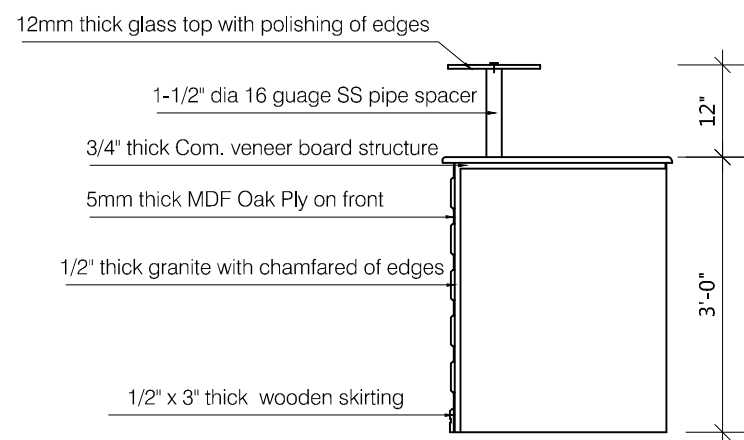 12mm thick glass top with polishing of edges
1-1/2" dia 16 guage SS pipe spacer
12"
3/4" thick Com. veneer board structure
5mm thick MDF Oak Ply on front
1/2" thick granite with chamfared of edges
3'-0"
1/2" x 3" thick wooden skirting